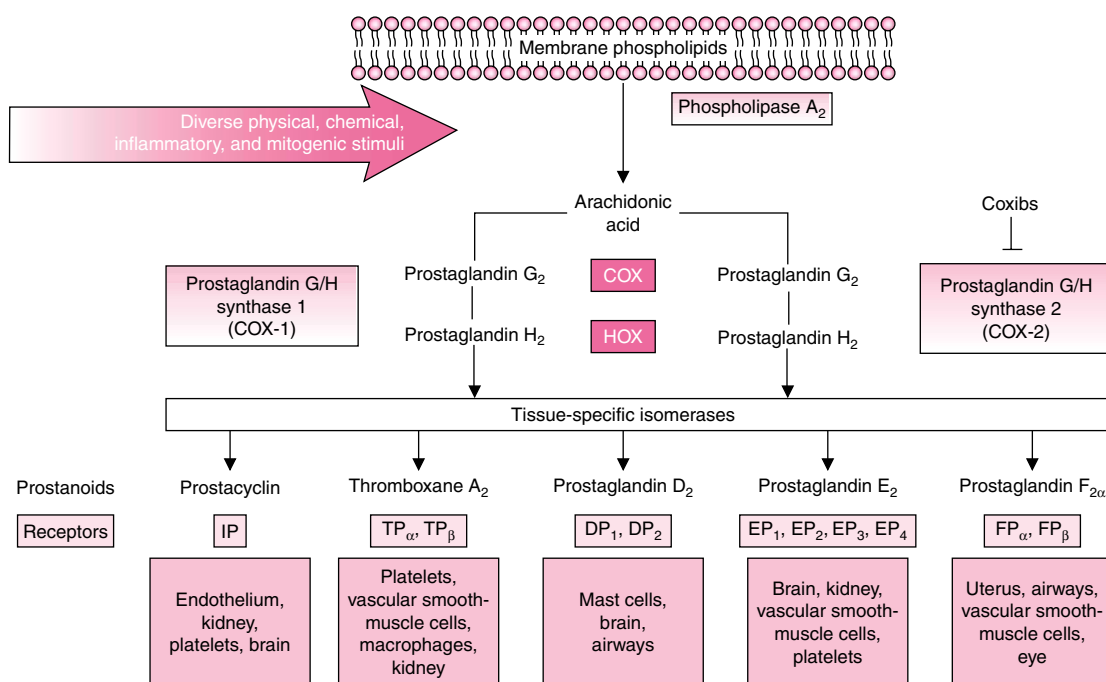 Membrane phospholipids
Phospholipase A₂
Diverse physical, chemical,
inflammatory, and mitogenic stimuli
Arachidonic
acid
Coxibs
Prostaglandin G/H
synthase 1
(COX-1)
Prostaglandin G₂
COX
Prostaglandin G₂
Prostaglandin H₂
HOX
Prostaglandin H₂
Prostaglandin G/H
synthase 2
(COX-2)
Tissue-specific isomerases
Prostanoids
Prostacyclin
Thromboxane A₂
Prostaglandin D₂
Prostaglandin E₂
Prostaglandin F₂α
Receptors
IP
TPα, TPβ
DP₁, DP₂
EP₁, EP₂, EP₃, EP₄
FPα, FPβ
Endothelium,
kidney,
platelets, brain
Platelets,
vascular smooth-
muscle cells,
macrophages,
kidney
Mast cells,
brain,
airways
Brain, kidney,
vascular smooth-
muscle cells,
platelets
Uterus, airways,
vascular smooth-
muscle cells,
eye